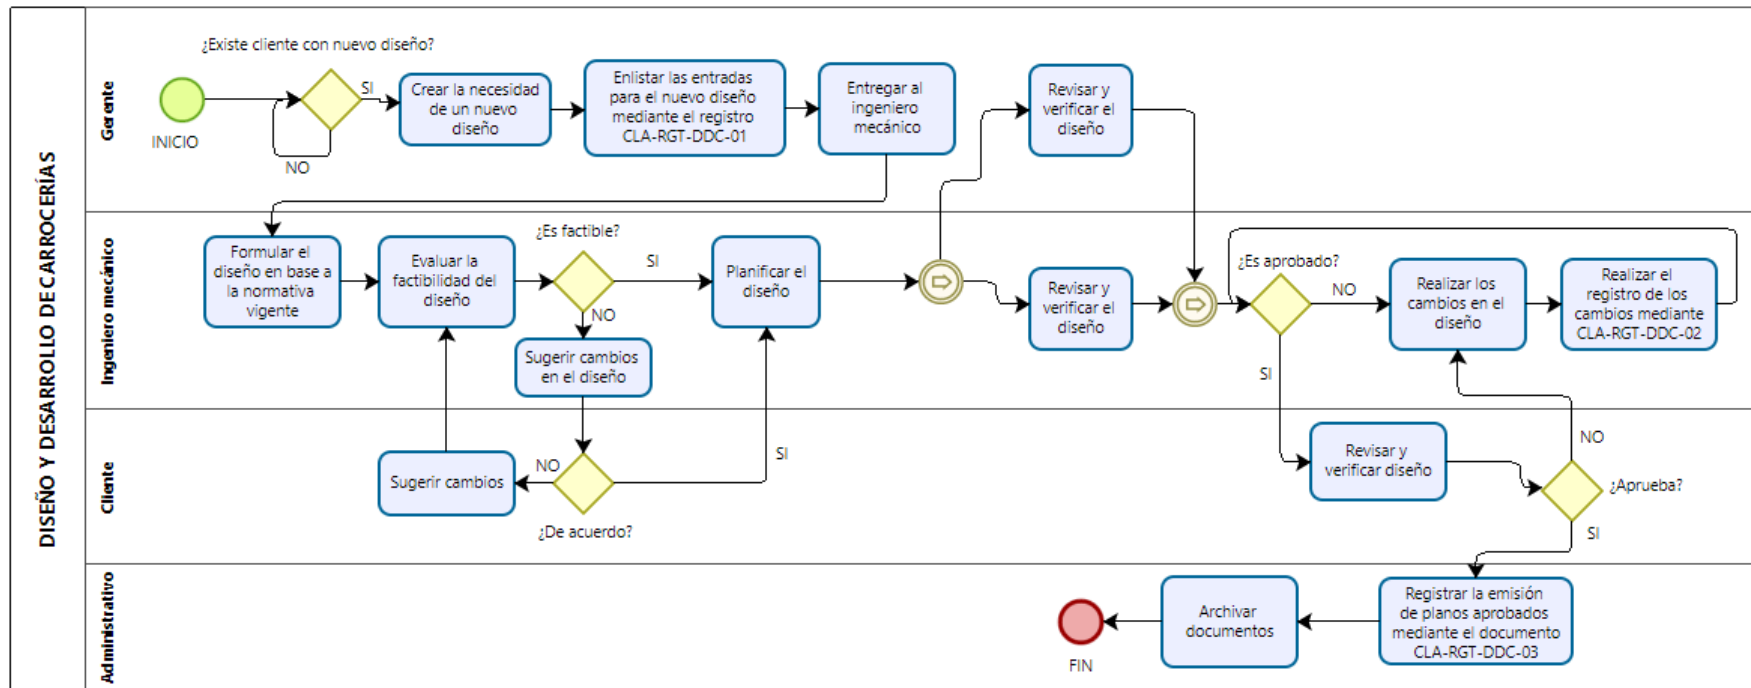 DISEÑO Y DESARROLLO DE CARROCERÍAS
Gerente
¿Existe cliente con nuevo diseño?
INICIO
SI
NO
Crear la necesidad
de un nuevo
diseño
Enlistar las entradas
para el nuevo diseño
mediante el registro
CLA-RGT-DDC-01
Entregar al
ingeniero
mecánico
Revisar y
verificar el
diseño
Ingeniero mecánico
Formular el
diseño en base a
la normativa
vigente
Evaluar la
factibilidad del
diseño
¿Es factible?
SI
NO
Sugerir cambios
en el diseño
Planificar el
diseño
Revisar y
verificar el
diseño
¿Es aprobado?
NO
SI
Realizar los
cambios en el
diseño
Realizar el
registro de los
cambios mediante
CLA-RGT-DDC-02
Cliente
Sugerir cambios
NO
¿De acuerdo?
SI
Revisar y
verificar diseño
NO
¿Aprueba?
SI
Administrativo
FIN
Archivar
documentos
Registrar la emisión
de planos aprobados
mediante el documento
CLA-RGT-DDC-03